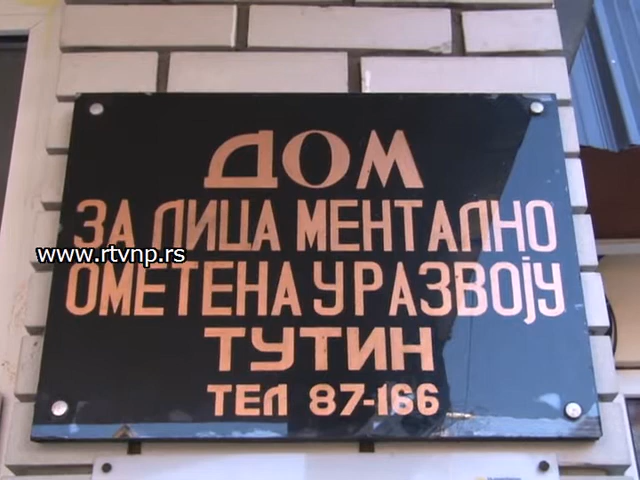 ДОМ
ЗА ЛИЦА МЕНТАЛНО
www.rtvnp.rs
ОМЕТЕНА У РАЗВОЈУ
ТУТИН
ТЕЛ 87-166